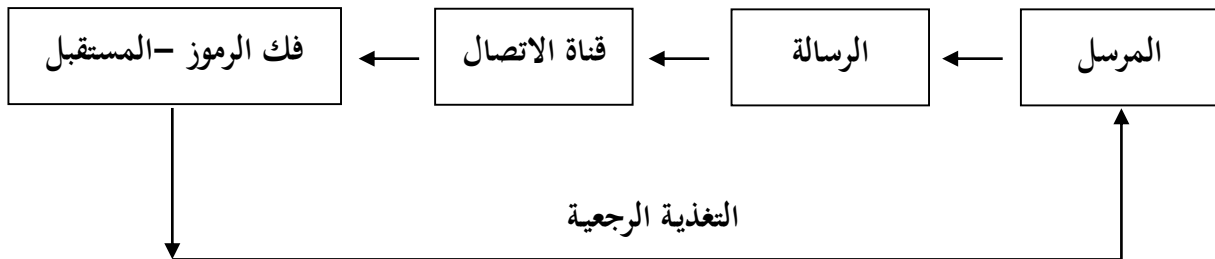 المرسل
الرسالة
قناة الاتصال
فك الرموز –المستقبل
التغذية الرجعية